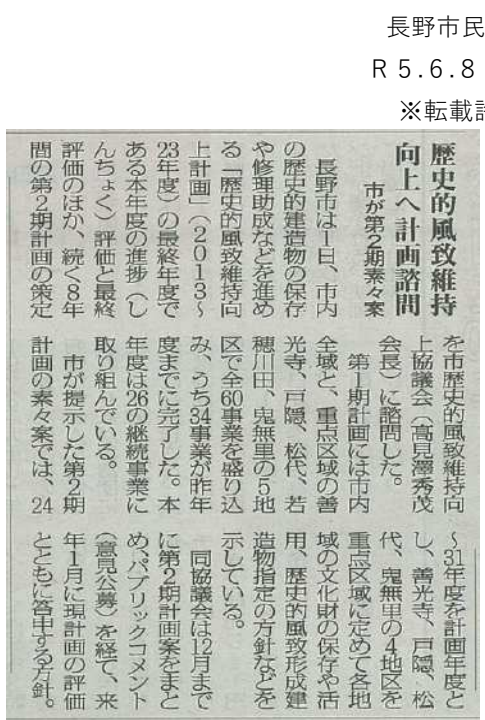 長野市民
R5.6.8
※転載
歴史的風致維持
向上へ計画諮問
市が第2期素々案
長野市は1日、市内
の歴史的建造物の保存
や修理助成などを進め
る「歴史的風致維持向
上計画」(2013〜
23年度)の最終年度で
ある本年度の進捗(し
んちょく)評価と最終
評価のほか、続く8年
間の第2期計画の策定
を市歴史的風致維持向
上協議会(高見澤秀茂
会長)に諮問した。
第1期計画には市内
全域と、重点区域の善
光寺、戸隠、松代、若
穂川田、鬼無里の5地
区で全60事業を盛り込
み、うち34事業が昨年
度までに完了した。本
年度は26の継続事業に
取り組んでいる。
市が提示した第2期
計画の素々案では、24
〜31年度を計画年度と
し、善光寺、戸隠、松
代、鬼無里の4地区を
重点区域に定めて各地
域の文化財の保存や活
用、歴史的風致形成建
造物指定の方針などを
示している。
同協議会は12月まで
に第2期計画案をまと
め、パブリックコメント
(意見公募)を経て、来
年1月に現計画の評価
とともに答申する方針。